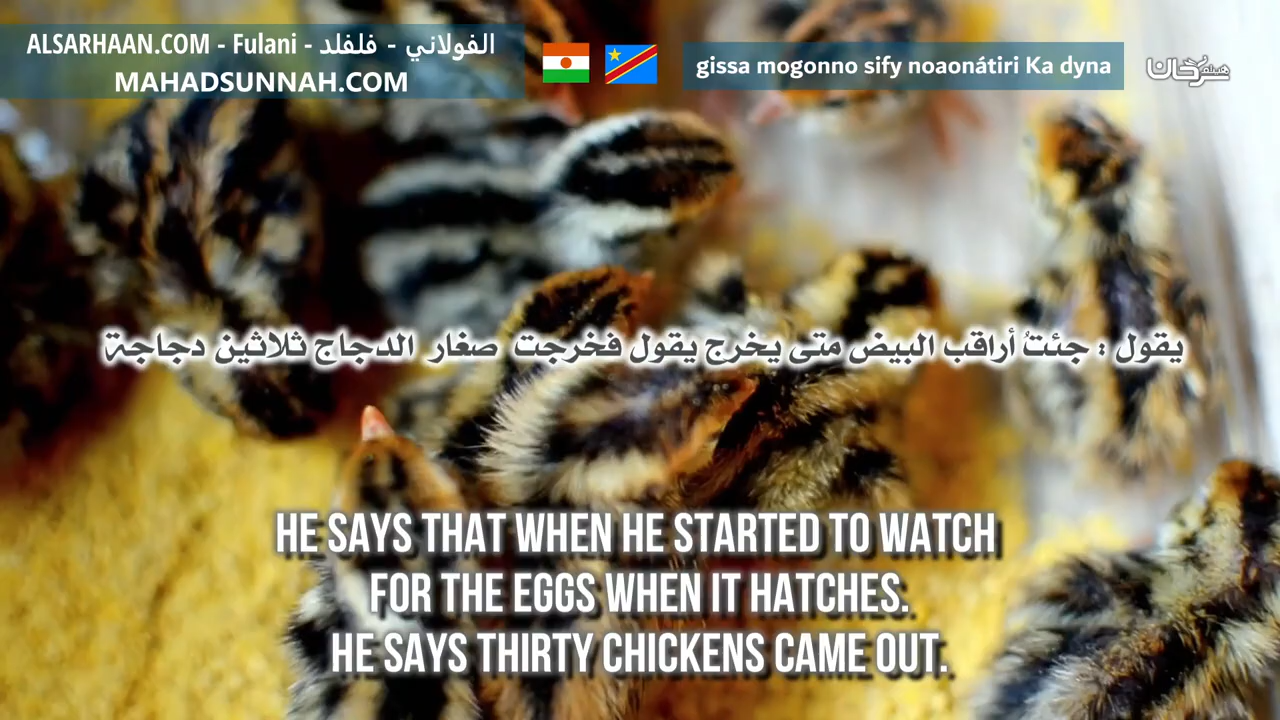 ALSARHAAN.COM - Fulani - الفولاني - فلفلد
MAHADSUNNAH.COM
gissa mogonno sify noaonátiri Ka dyna
هيثم سرحان
يقول : جئتُ أراقب البيض متى يخرج يقول فخرجت صغار الدجاج ثلاثين دجاجة
HE SAYS THAT WHEN HE STARTED TO WATCH
FOR THE EGGS WHEN IT HATCHES.
HE SAYS THIRTY CHICKENS CAME OUT.